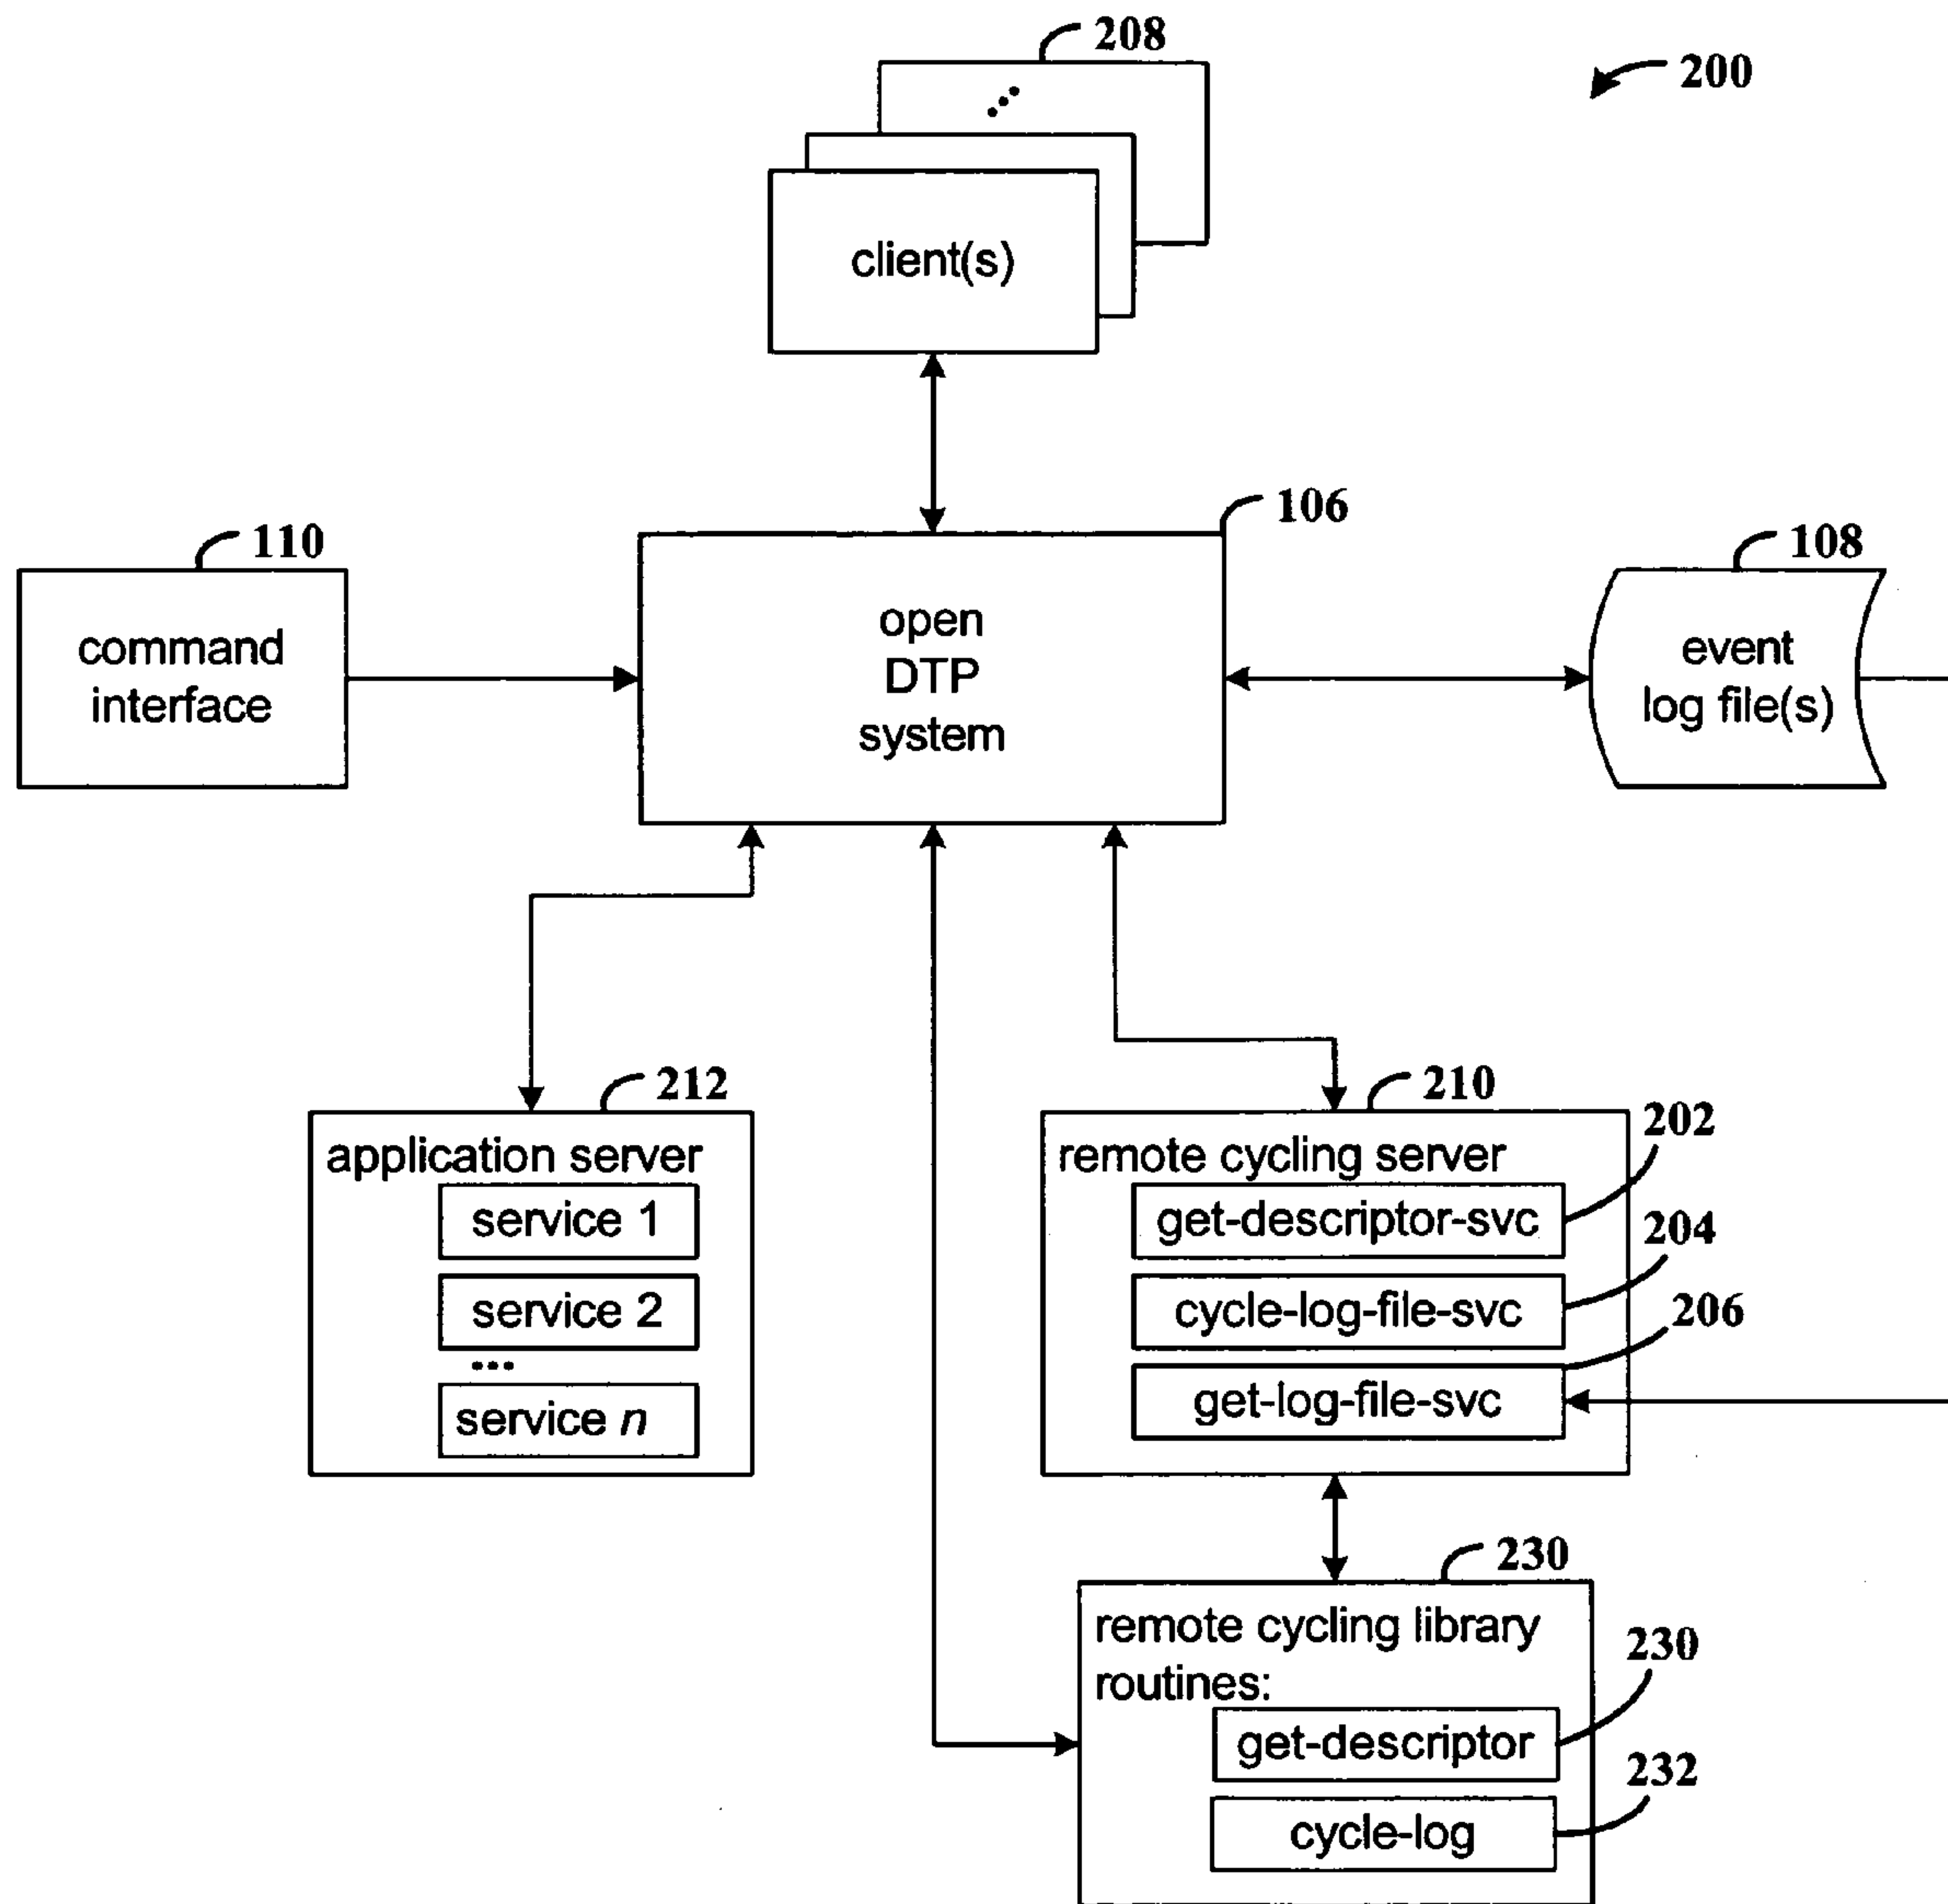 208
200
client(s)
106
110
108
command
interface
open
DTP
system
event
log file(s)
212
210
202
application server
remote cycling server
service 1
get-descriptor-svc
204
service 2
cycle-log-file-svc
206
...
service n
get-log-file-svc
230
remote cycling library
routines:
230
get-descriptor
232
cycle-log